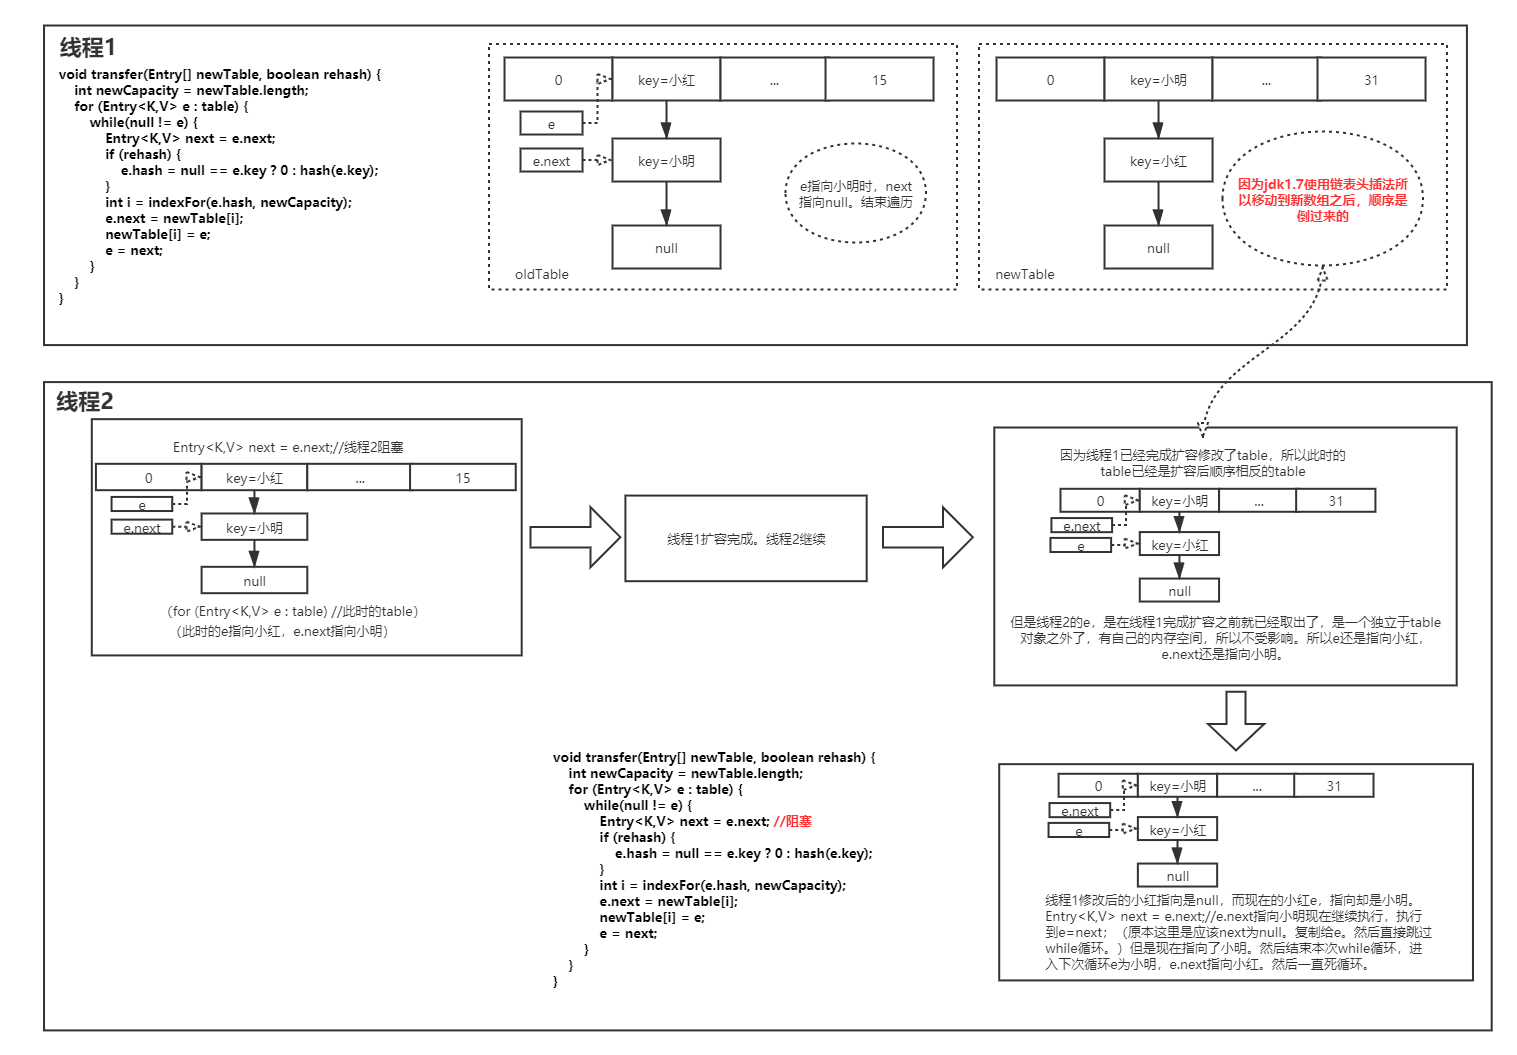 线程1
void transfer(Entry[] newTable, boolean rehash) {
int newCapacity = newTable.length;
for (Entry<K,V> e : table) {
while(null != e) {
Entry<K,V> next = e.next;
if (rehash) {
e.hash = null == e.key ? 0 : hash(e.key);
}
int i = indexFor(e.hash, newCapacity);
e.next = newTable[i];
newTable[i] = e;
e = next;
}
}
}
0
key=小红
...
15
e
e.next
key=小明
null
e指向小明时，next
指向null。结束遍历
oldTable
0
key=小明
...
31
key=小红
null
因为jdk1.7使用链表头插法所
以移动到新数组之后，顺序是
倒过来的
newTable
线程2
Entry<K,V> next = e.next;//线程2阻塞
0
key=小红
...
15
e
e.next
key=小明
null
（for (Entry<K,V> e : table) //此时的table）
（此时的e指向小红，e.next指向小明）
线程1扩容完成。线程2继续
因为线程1已经完成扩容修改了table，所以此时的
table已经是扩容后顺序相反的table
0
key=小明
...
31
e.next
e
key=小红
null
但是线程2的e，是在线程1完成扩容之前就已经取出了，是一个独立于table
对象之外了，有自己的内存空间，所以不受影响。所以e还是指向小红，
e.next还是指向小明。
void transfer(Entry[] newTable, boolean rehash) {
int newCapacity = newTable.length;
for (Entry<K,V> e : table) {
while(null != e) {
Entry<K,V> next = e.next; //阻塞
if (rehash) {
e.hash = null == e.key ? 0 : hash(e.key);
}
int i = indexFor(e.hash, newCapacity);
e.next = newTable[i];
newTable[i] = e;
e = next;
}
}
}
0
key=小明
...
31
e.next
e
key=小红
null
线程1修改后的小红指向是null，而现在的小红e，指向却是小明。
Entry<K,V> next = e.next;//e.next指向小明现在继续执行，执行
到e=next；（原本这里是应该next为null。复制给e。然后直接跳过
while循环。）但是现在指向了小明。然后结束本次while循环，进
入下次循环e为小明，e.next指向小红。然后一直死循环。